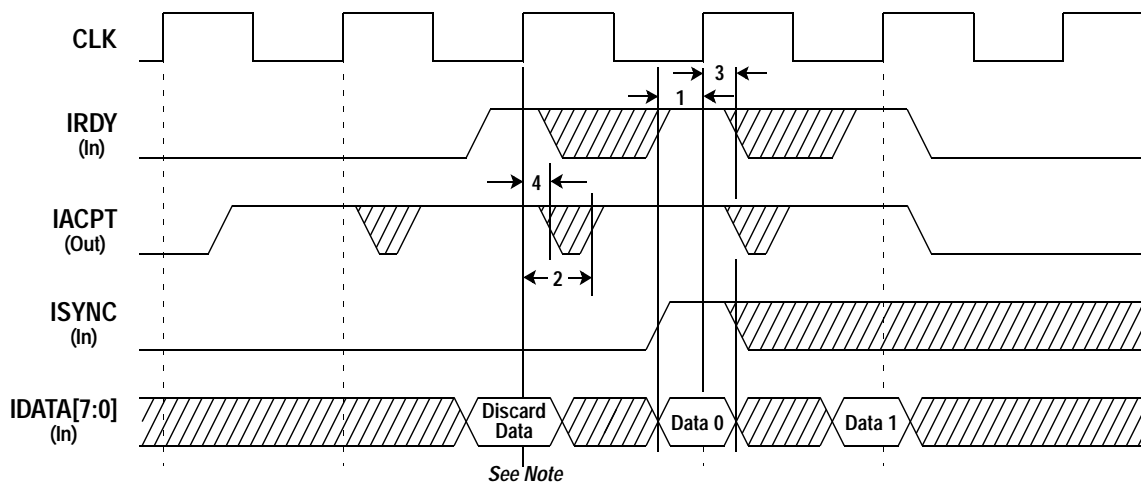 CLK
3
1
IRDY
(In)
4
IACPT
(Out)
2
ISYNC
(In)
IDATA[7:0]
(In)
Discard
Data
Data 0
Data 1
See Note